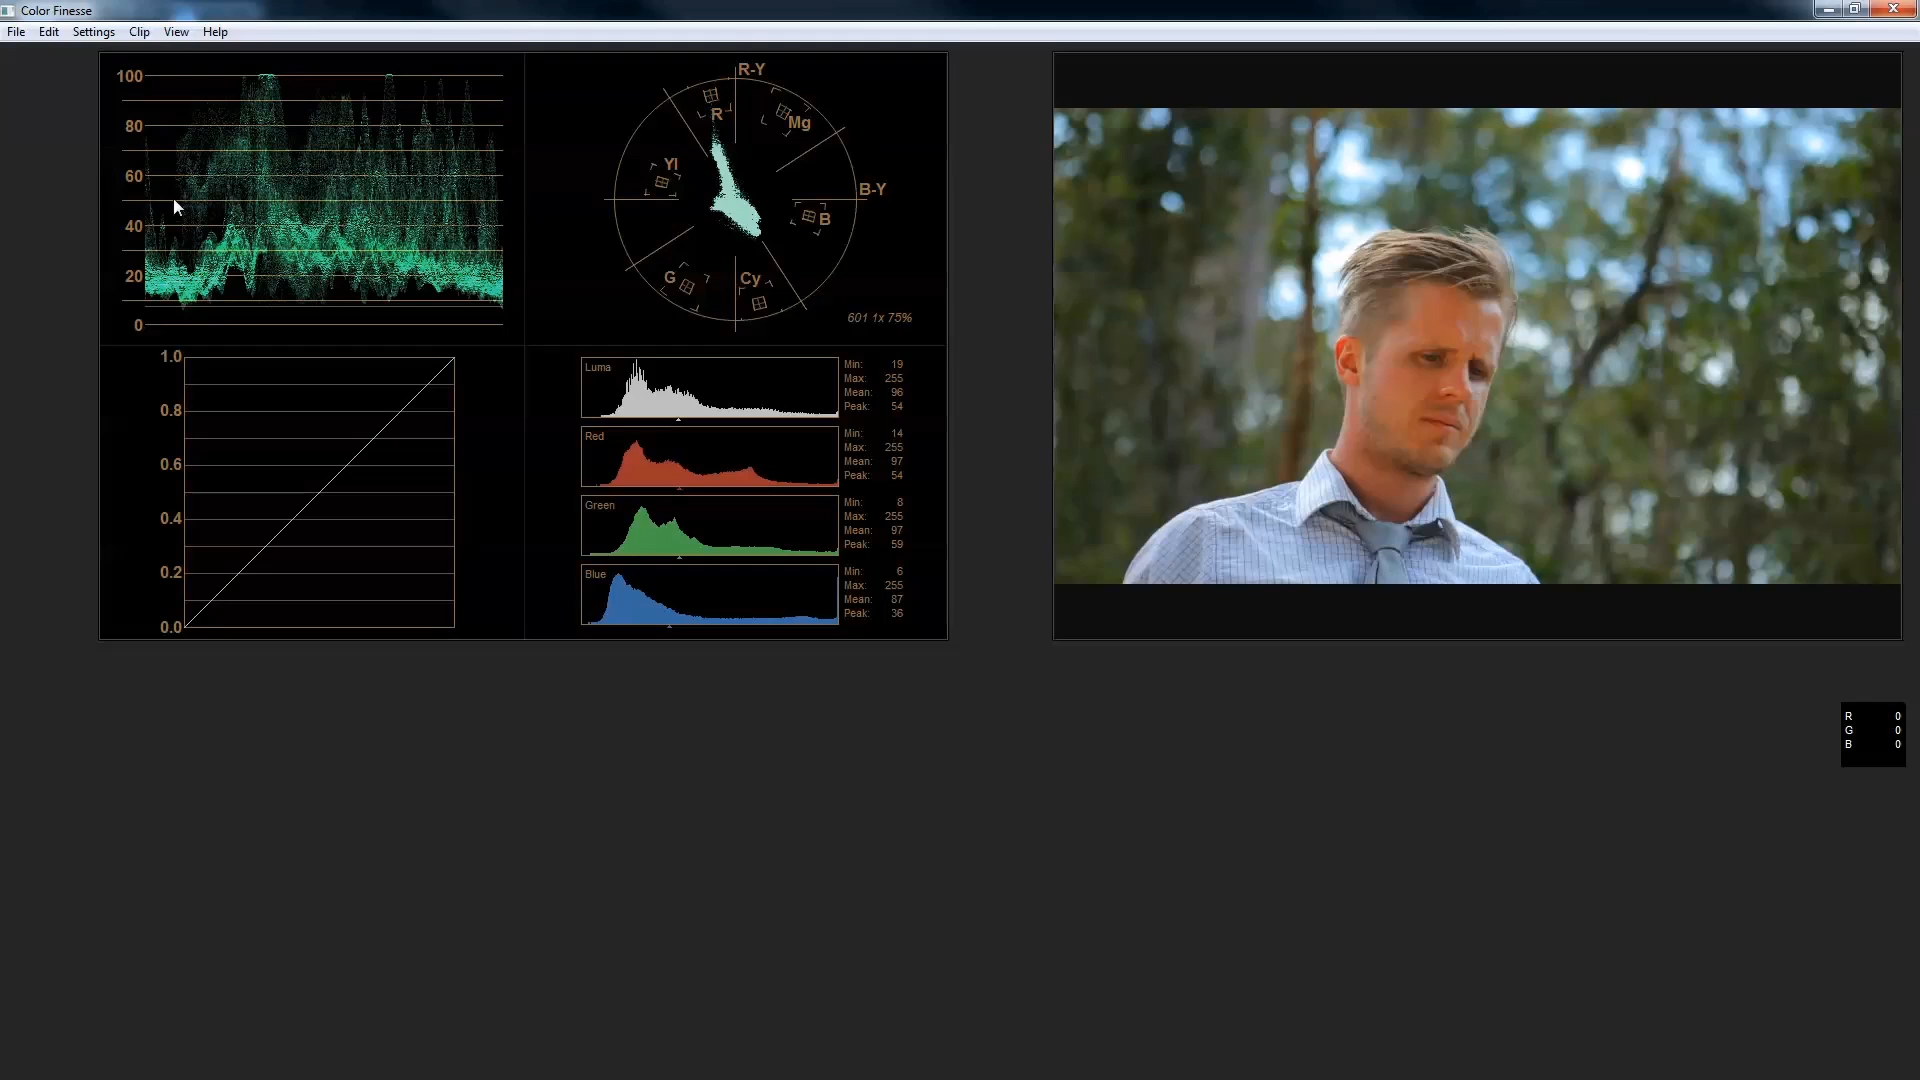 Color Finesse
File Edit Settings Clip View Help
100
80
60
40
20
0
R-Y
R
Mg
Yl
B-Y
B
G
Cy
601 1x 75%
1.0
0.8
0.6
0.4
0.2
0.0
Luma
Min: 19
Max: 255
Mean: 96
Peak: 54
Red
Min: 14
Max: 255
Mean: 97
Peak: 54
Green
Min: 8
Max: 255
Mean: 97
Peak: 59
Blue
Min: 6
Max: 255
Mean: 87
Peak: 36
R 0
G 0
B 0